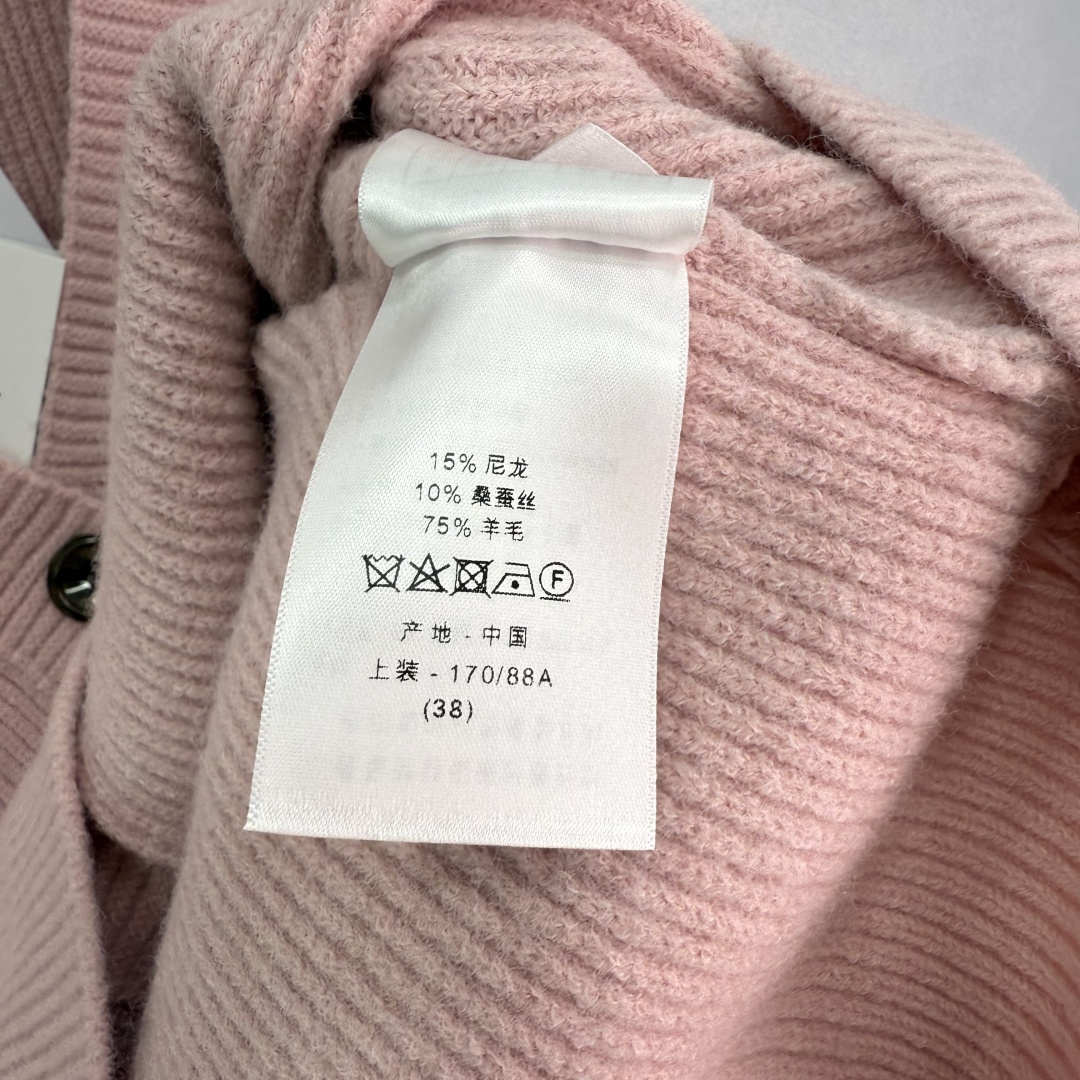 15% 尼龙
10% 桑蚕丝
75% 羊毛
F
产地 - 中国
上装 - 170/88A
(38)